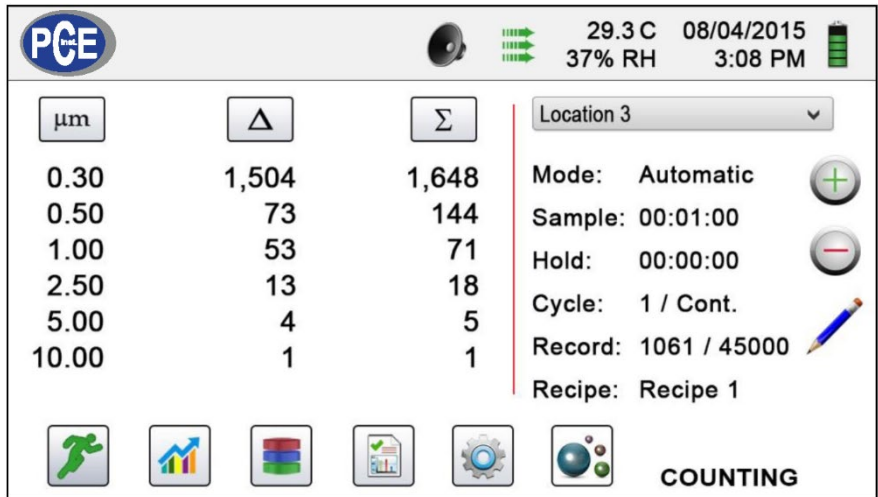 PCE
Inst.
29.3 C 08/04/2015
37% RH 3:08 PM
µm Δ Σ
0.30 1,504 1,648
0.50 73 144
1.00 53 71
2.50 13 18
5.00 4 5
10.00 1 1
Location 3
Mode: Automatic
Sample: 00:01:00
Hold: 00:00:00
Cycle: 1 / Cont.
Record: 1061 / 45000
Recipe: Recipe 1
COUNTING